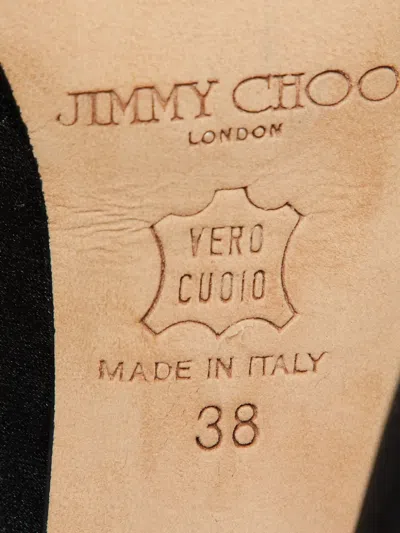 JIMMY CHOO
LONDON
VERO
CUOIO
MADE IN ITALY
38